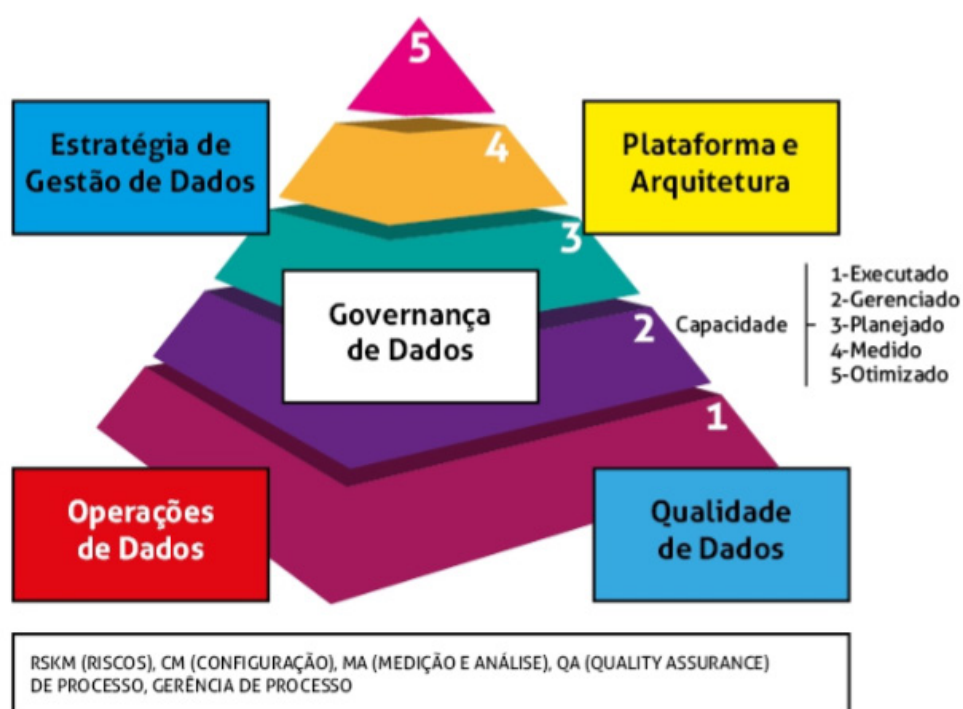 5
Estratégia de
Gestão de Dados
4
Plataforma e
Arquitetura
3
Governança
de Dados
2
Capacidade
1-Executado
2-Gerenciado
3-Planejado
4-Medido
5-Otimizado
1
Operações
de Dados
Qualidade
de Dados
RSKM (RISCOS), CM (CONFIGURAÇÃO), MA (MEDIÇÃO E ANÁLISE), QA (QUALITY ASSURANCE)
DE PROCESSO, GERÊNCIA DE PROCESSO